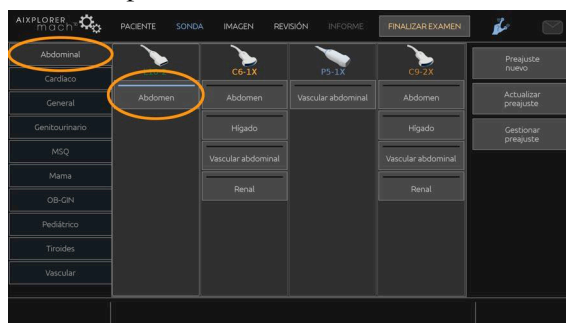 AIXPLORER
mach
PACIENTE SONDA IMAGEN REVISIÓN INFORME FINALIZAR EXAMEN
Abdominal
Cardíaco
General
Genitourinario
MSQ
Mama
OB-GIN
Pediátrico
Tiroides
Vascular
C6-1X P5-1X C9-2X
Abdomen Abdomen Vascular abdominal Abdomen
Hígado Hígado
Vascular abdominal Vascular abdominal
Renal Renal
Preajuste
nuevo
Actualizar
preajuste
Gestionar
preajuste